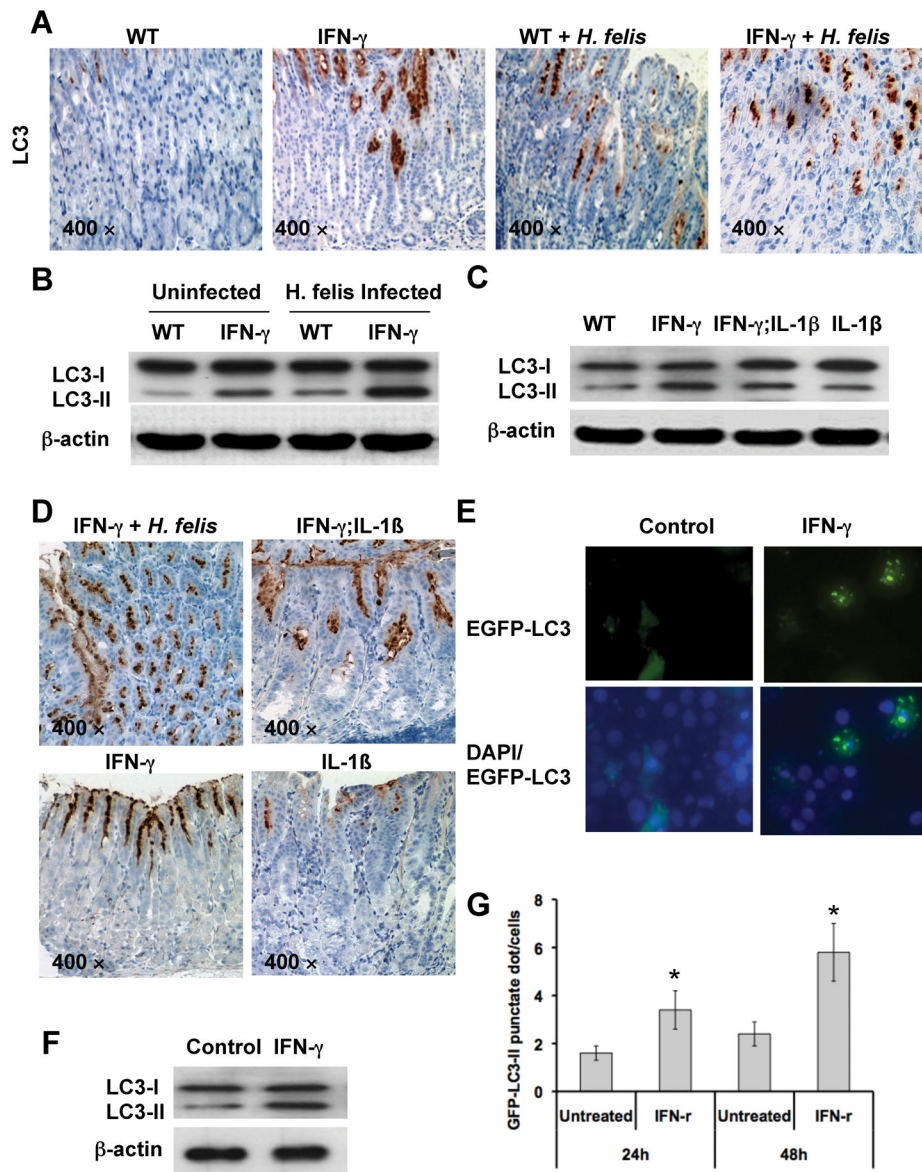 A
WT
IFN-γ
WT + H. felis
IFN-γ + H. felis
LC3
400 ×
400 ×
400 ×
400 ×
B
Uninfected
H. felis Infected
WT
IFN-γ
WT
IFN-γ
LC3-I
LC3-II
β-actin
C
WT
IFN-γ
IFN-γ;IL-1β
IL-1β
LC3-I
LC3-II
β-actin
D
IFN-γ + H. felis
IFN-γ;IL-1ß
400 ×
400 ×
IFN-γ
IL-1ß
400 ×
400 ×
E
Control
IFN-γ
EGFP-LC3
DAPI/
EGFP-LC3
F
Control IFN-γ
LC3-I
LC3-II
β-actin
G
GFP-LC3-II punctate dot/cells
8
6
4
2
0
*
*
Untreated
IFN-r
Untreated
IFN-r
24h
48h